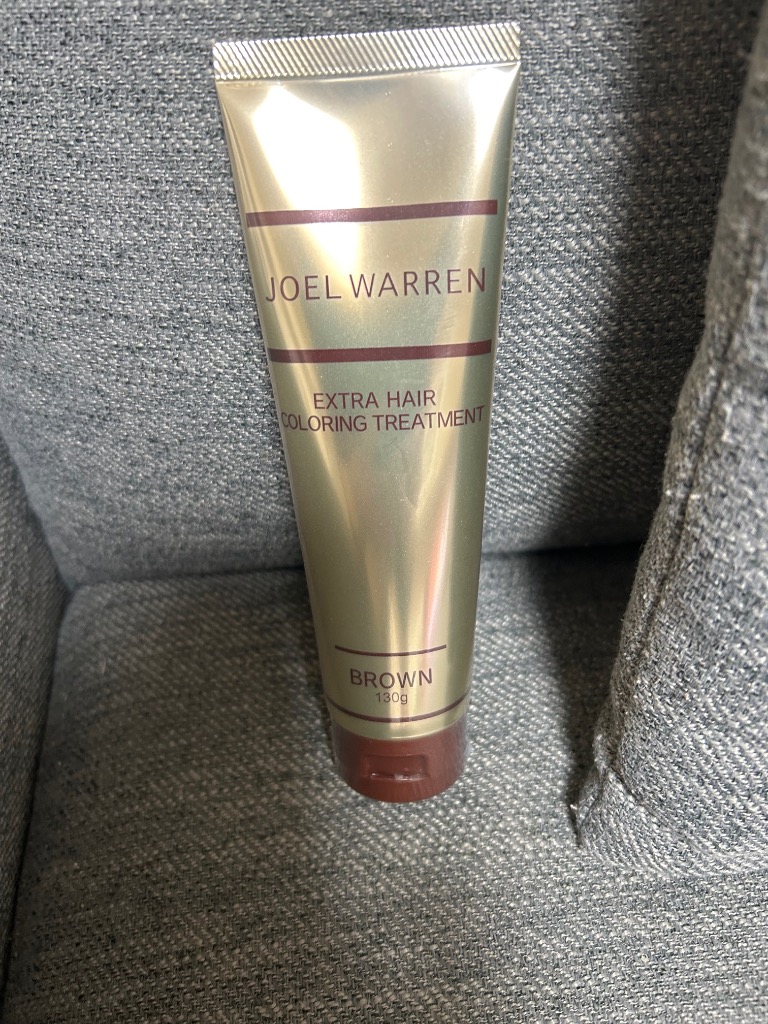 JOEL WARREN
EXTRA HAIR
COLORING TREATMENT
BROWN
130g